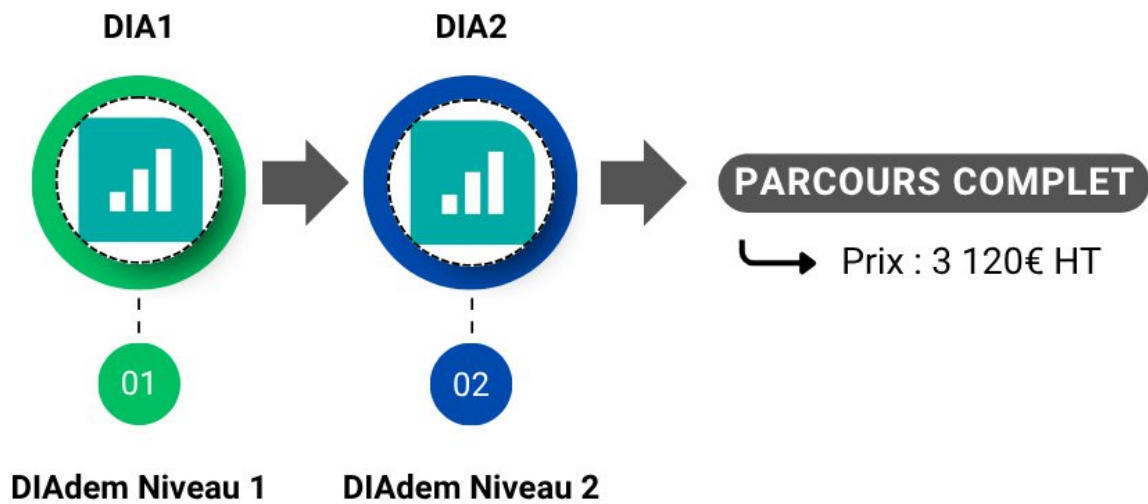 DIA1
DIA2
PARCOURS COMPLET
Prix : 3 120€ HT
01
02
DIAdem Niveau 1
DIAdem Niveau 2